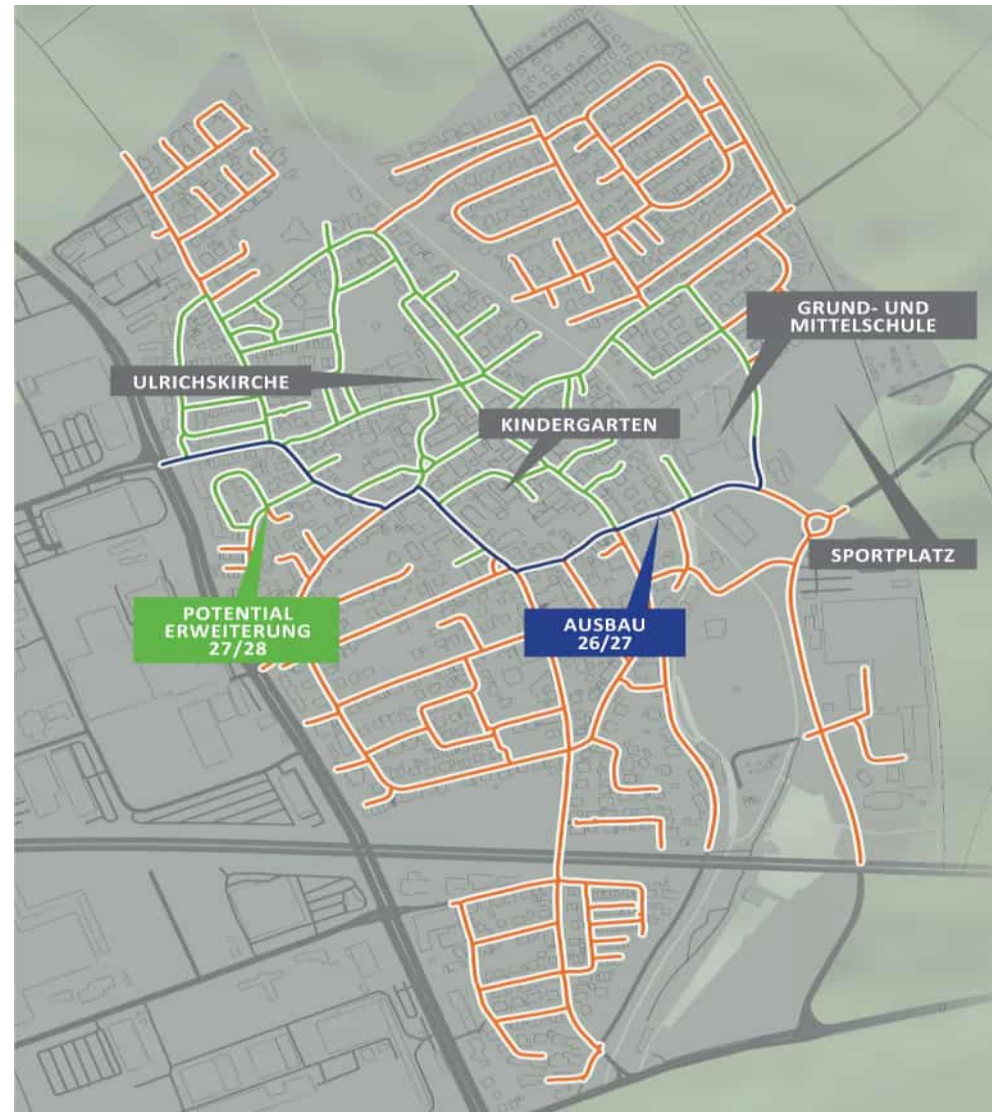 GRUND- UND
MITTELSCHULE
ULRICHSKIRCHE
KINDERGARTEN
SPORTPLATZ
POTENTIAL
ERWEITERUNG
27/28
AUSBAU
26/27